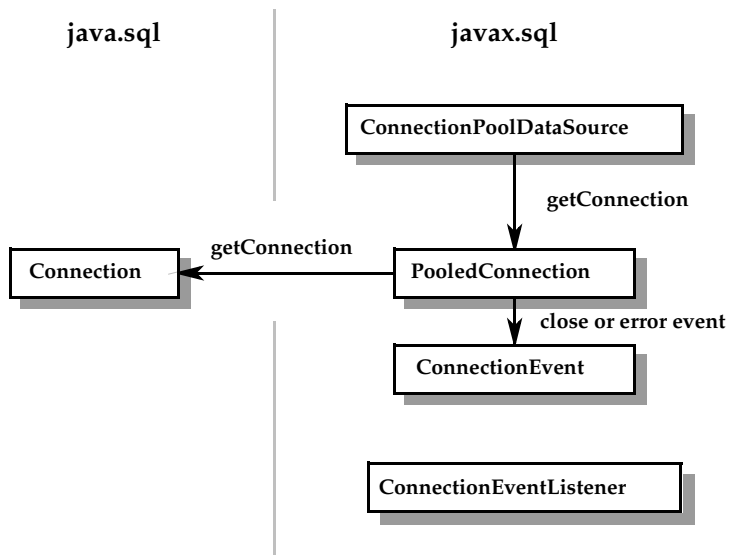 java.sql
javax.sql
ConnectionPoolDataSource
getConnection
getConnection
Connection
PooledConnection
close or error event
ConnectionEvent
ConnectionEventListener